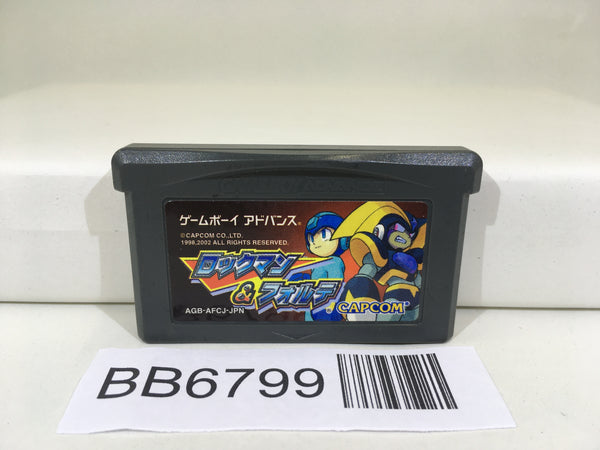 GAME BOY ADVANCE
ゲームボーイ アドバンス®
©CAPCOM CO.,LTD.
1998,2002 ALL RIGHTS RESERVED.
ロックマン
&フォルテ
AGB-AFCJ-JPN
CAPCOM®
BB6799